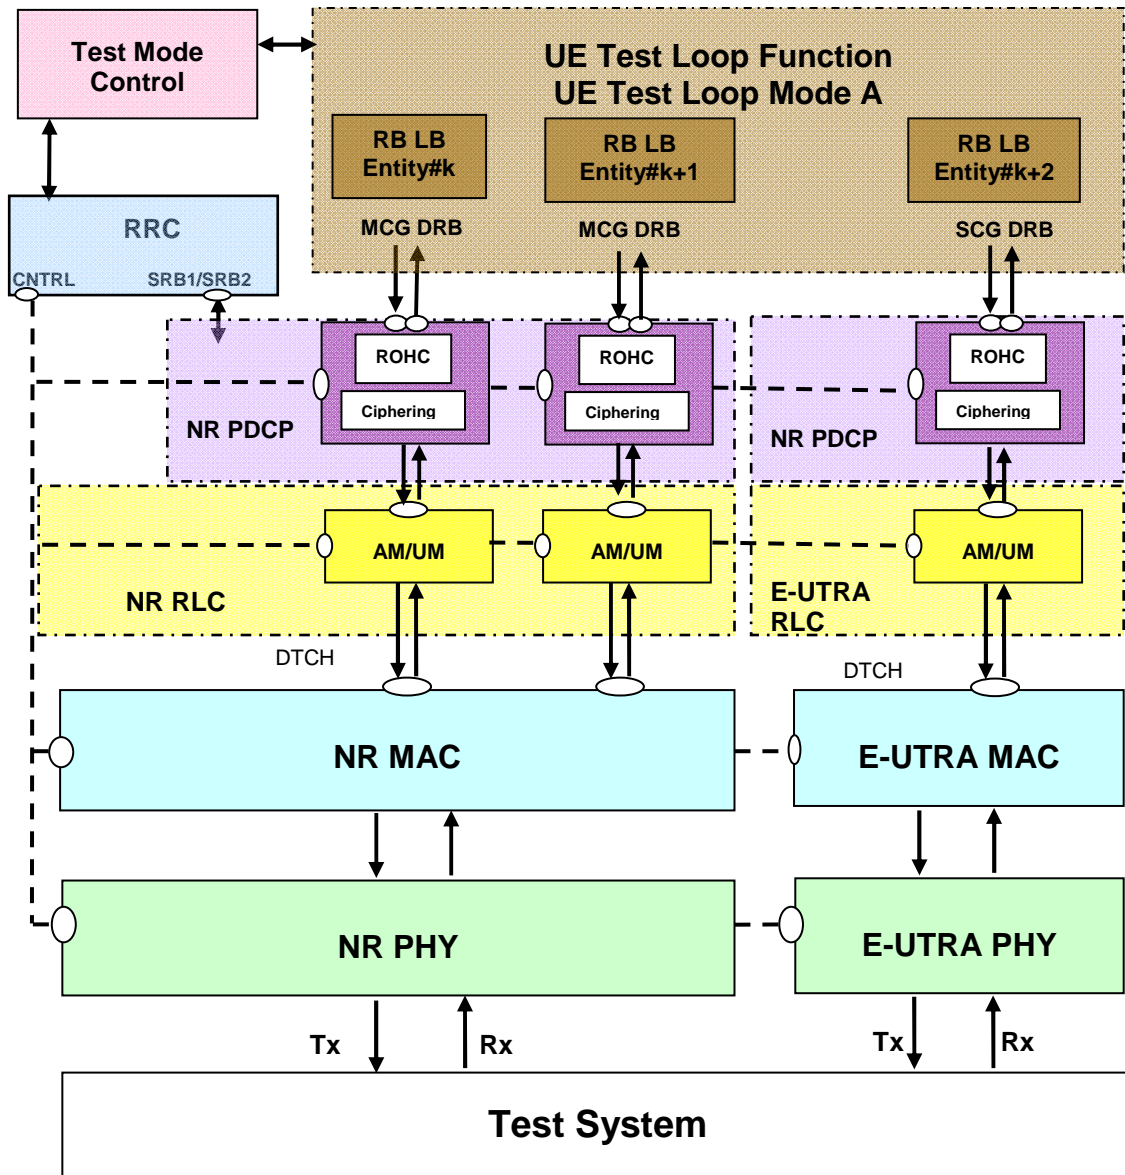 Test Mode
Control
UE Test Loop Function
UE Test Loop Mode A
RB LB
Entity#k
RB LB
Entity#k+1
RB LB
Entity#k+2
MCG DRB
MCG DRB
SCG DRB
RRC
CNTRL
SRB1/SRB2
ROHC
ROHC
ROHC
Ciphering
Ciphering
Ciphering
NR PDCP
NR PDCP
AM/UM
AM/UM
AM/UM
NR RLC
E-UTRA
RLC
DTCH
DTCH
NR MAC
E-UTRA MAC
NR PHY
E-UTRA PHY
Tx
Rx
Tx
Rx
Test System